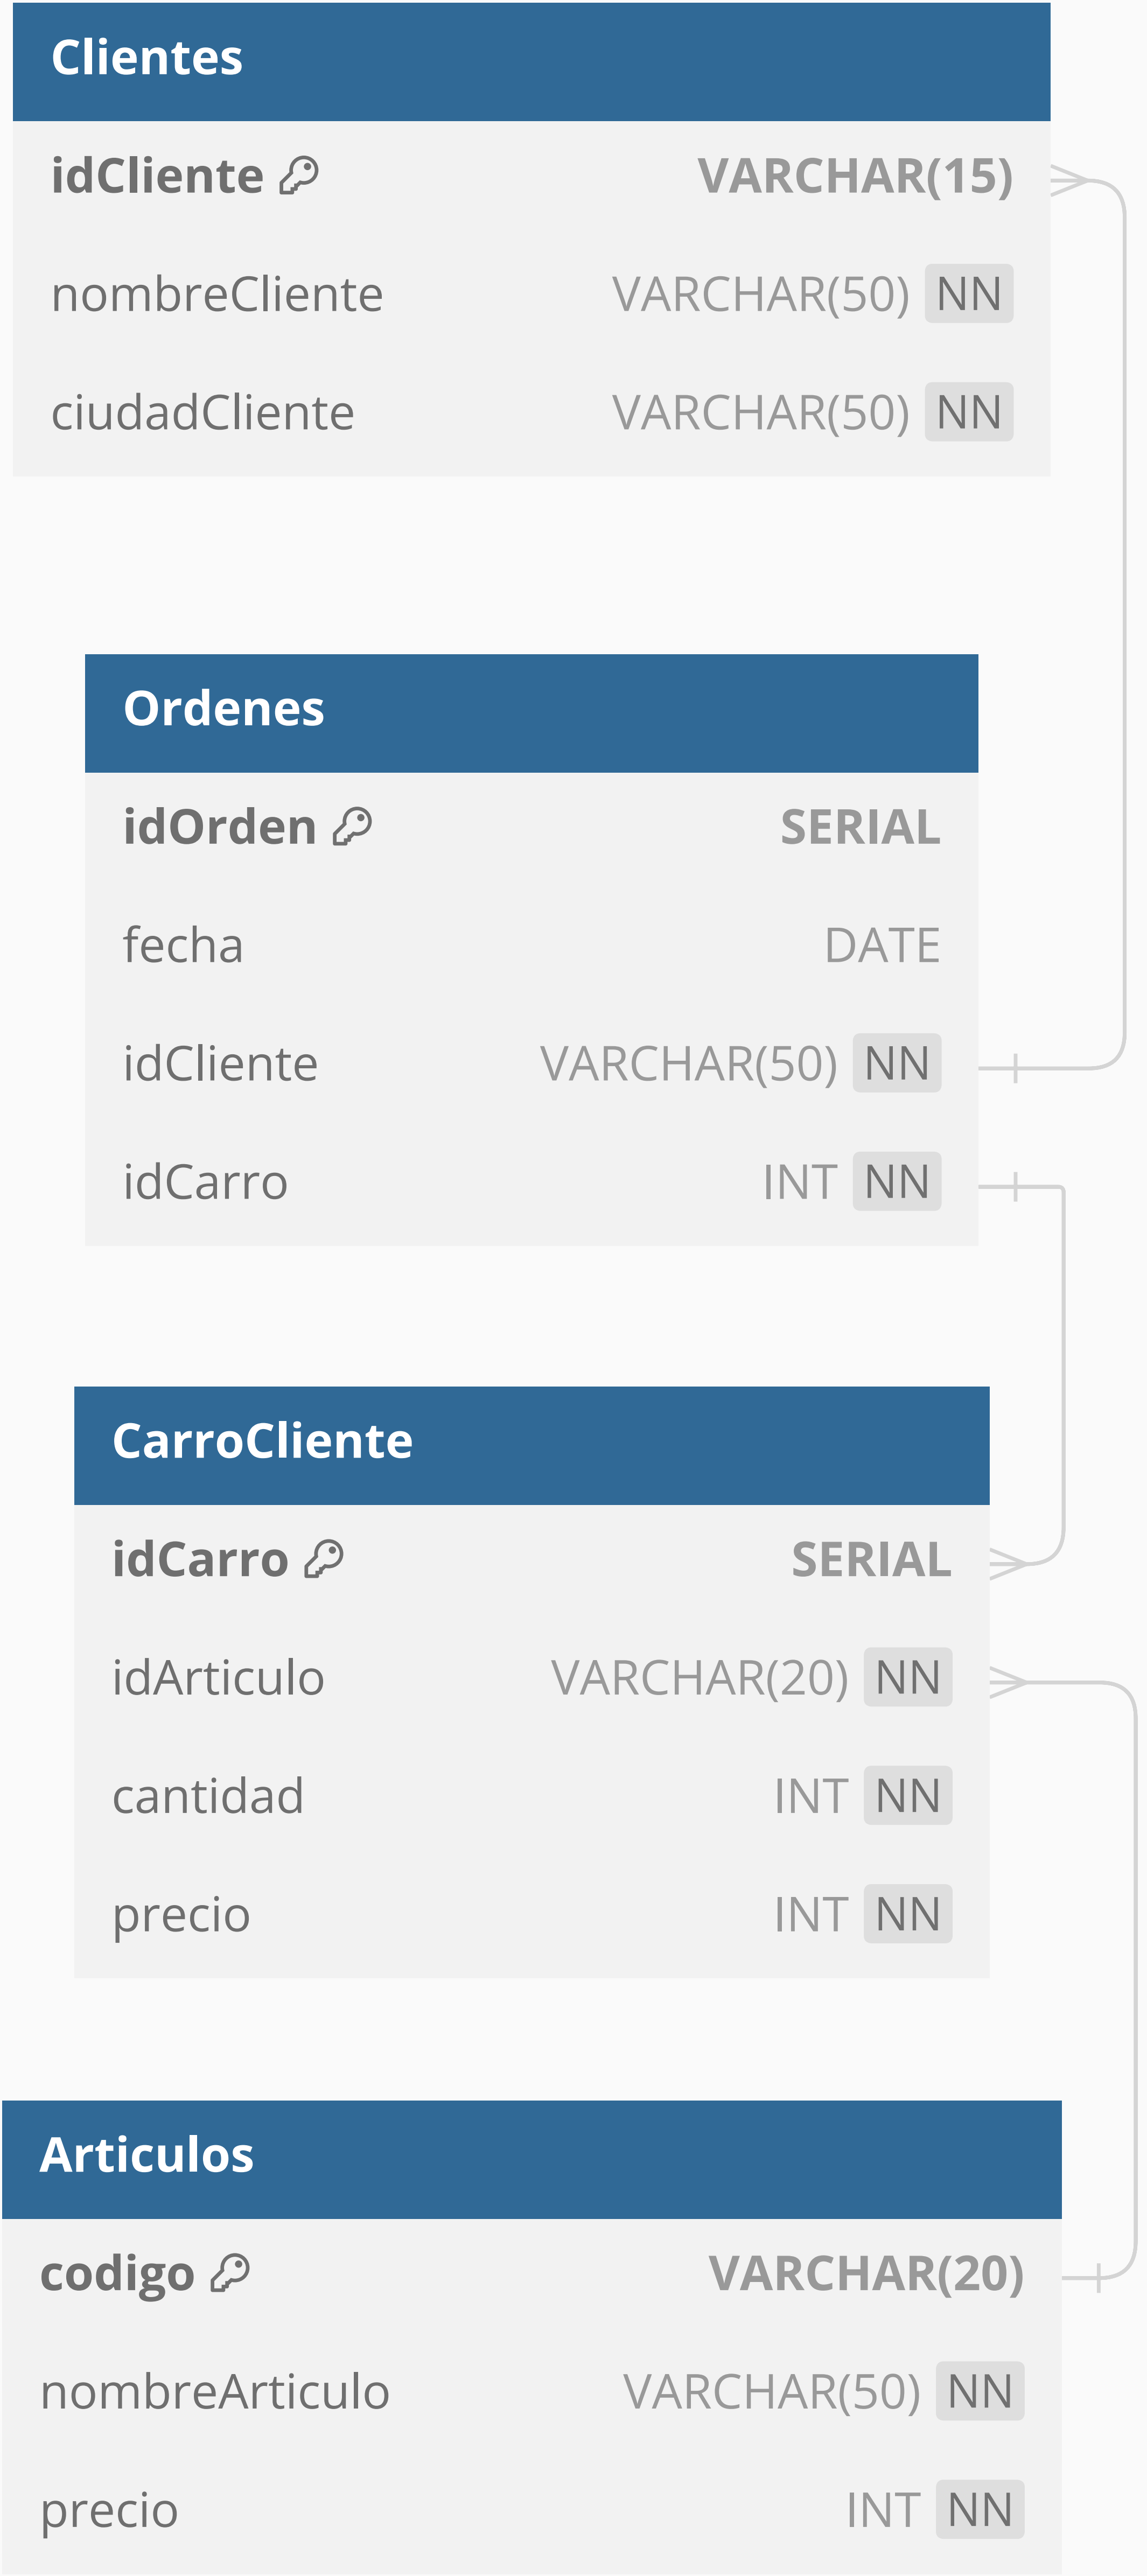 Clientes
idCliente VARCHAR(15)
nombreCliente VARCHAR(50) NN
ciudadCliente VARCHAR(50) NN
Ordenes
idOrden SERIAL
fecha DATE
idCliente VARCHAR(50) NN
idCarro INT NN
CarroCliente
idCarro SERIAL
idArticulo VARCHAR(20) NN
cantidad INT NN
precio INT NN
Articulos
codigo VARCHAR(20)
nombreArticulo VARCHAR(50) NN
precio INT NN